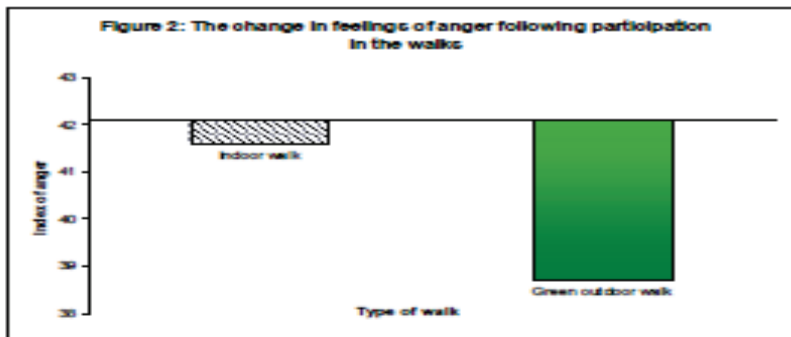 Figure 2: The change in feelings of anger following participation
in the walks
43
42
41
40
39
38
Index of anger
Indoor walk
Green outdoor walk
Type of walk